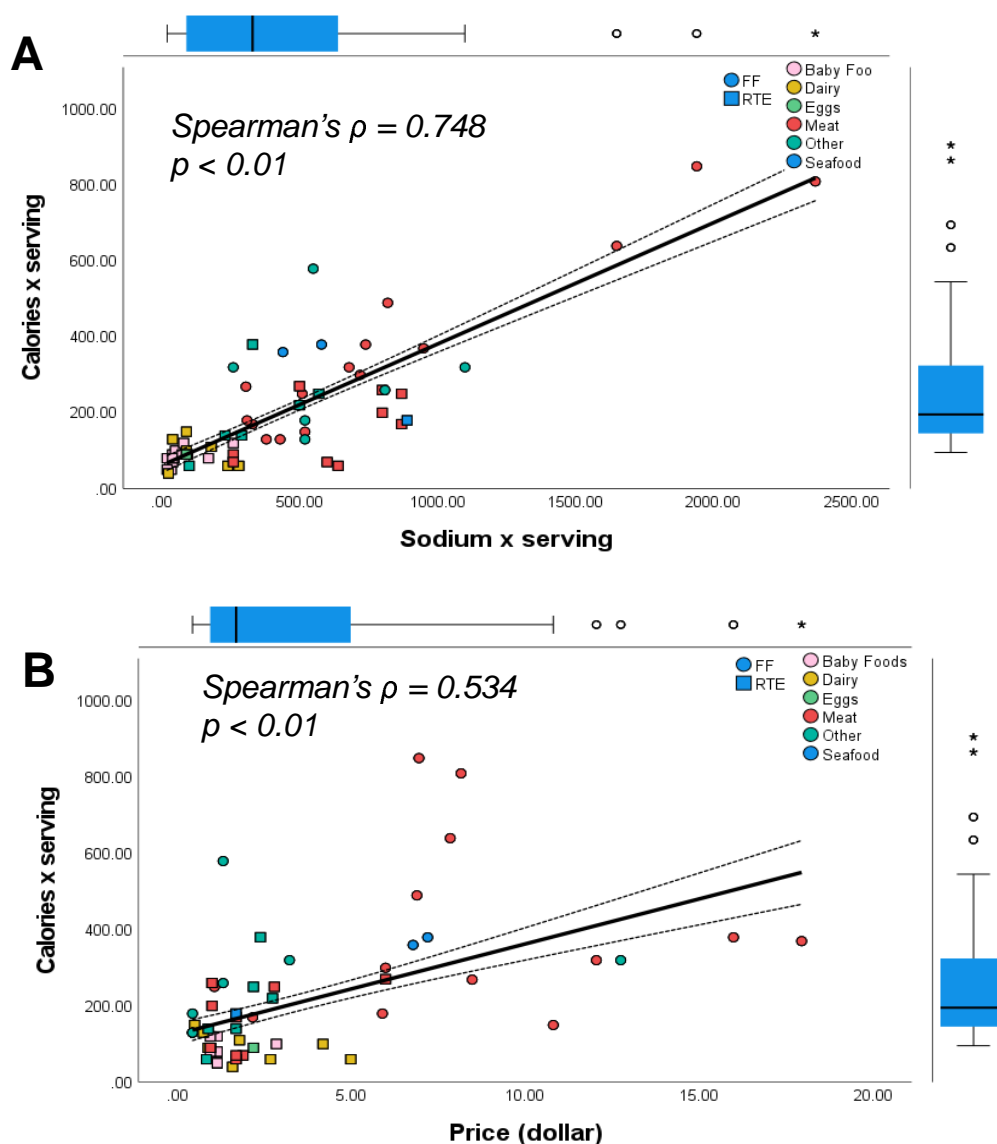 A
Spearman's ρ = 0.748
p < 0.01
FF
RTE
Baby Foo
Dairy
Eggs
Meat
Other
Seafood
Calories x serving
1000.00
800.00
600.00
400.00
200.00
.00
.00 500.00 1000.00 1500.00 2000.00 2500.00
Sodium x serving
B
Spearman's ρ = 0.534
p < 0.01
FF
RTE
Baby Foods
Dairy
Eggs
Meat
Other
Seafood
Calories x serving
1000.00
800.00
600.00
400.00
200.00
.00
.00 5.00 10.00 15.00 20.00
Price (dollar)